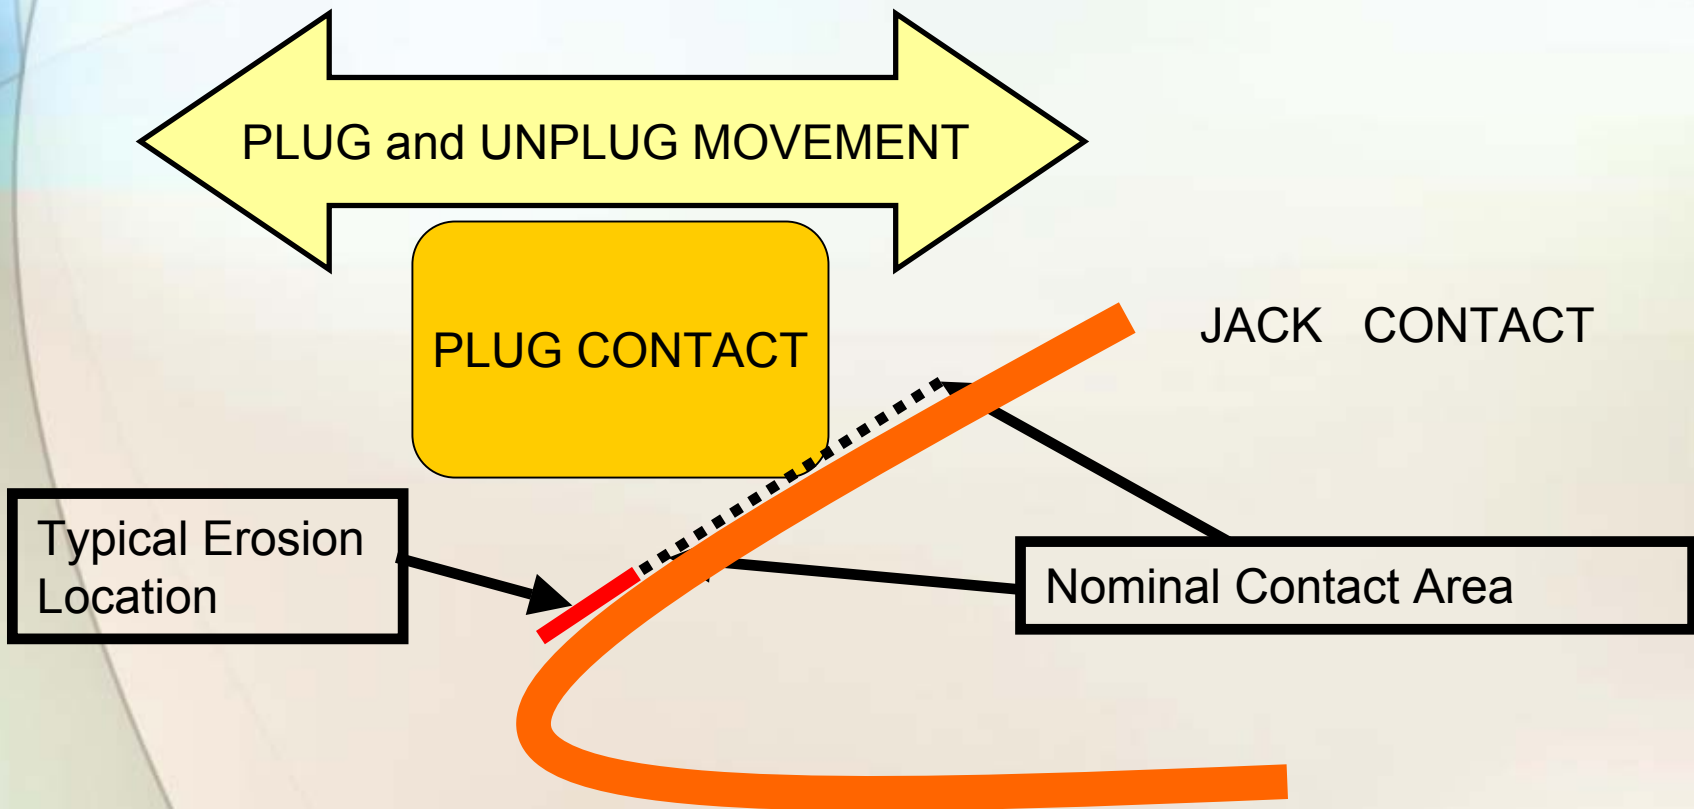 PLUG and UNPLUG MOVEMENT
PLUG CONTACT
JACK CONTACT
Typical Erosion
Location
Nominal Contact Area